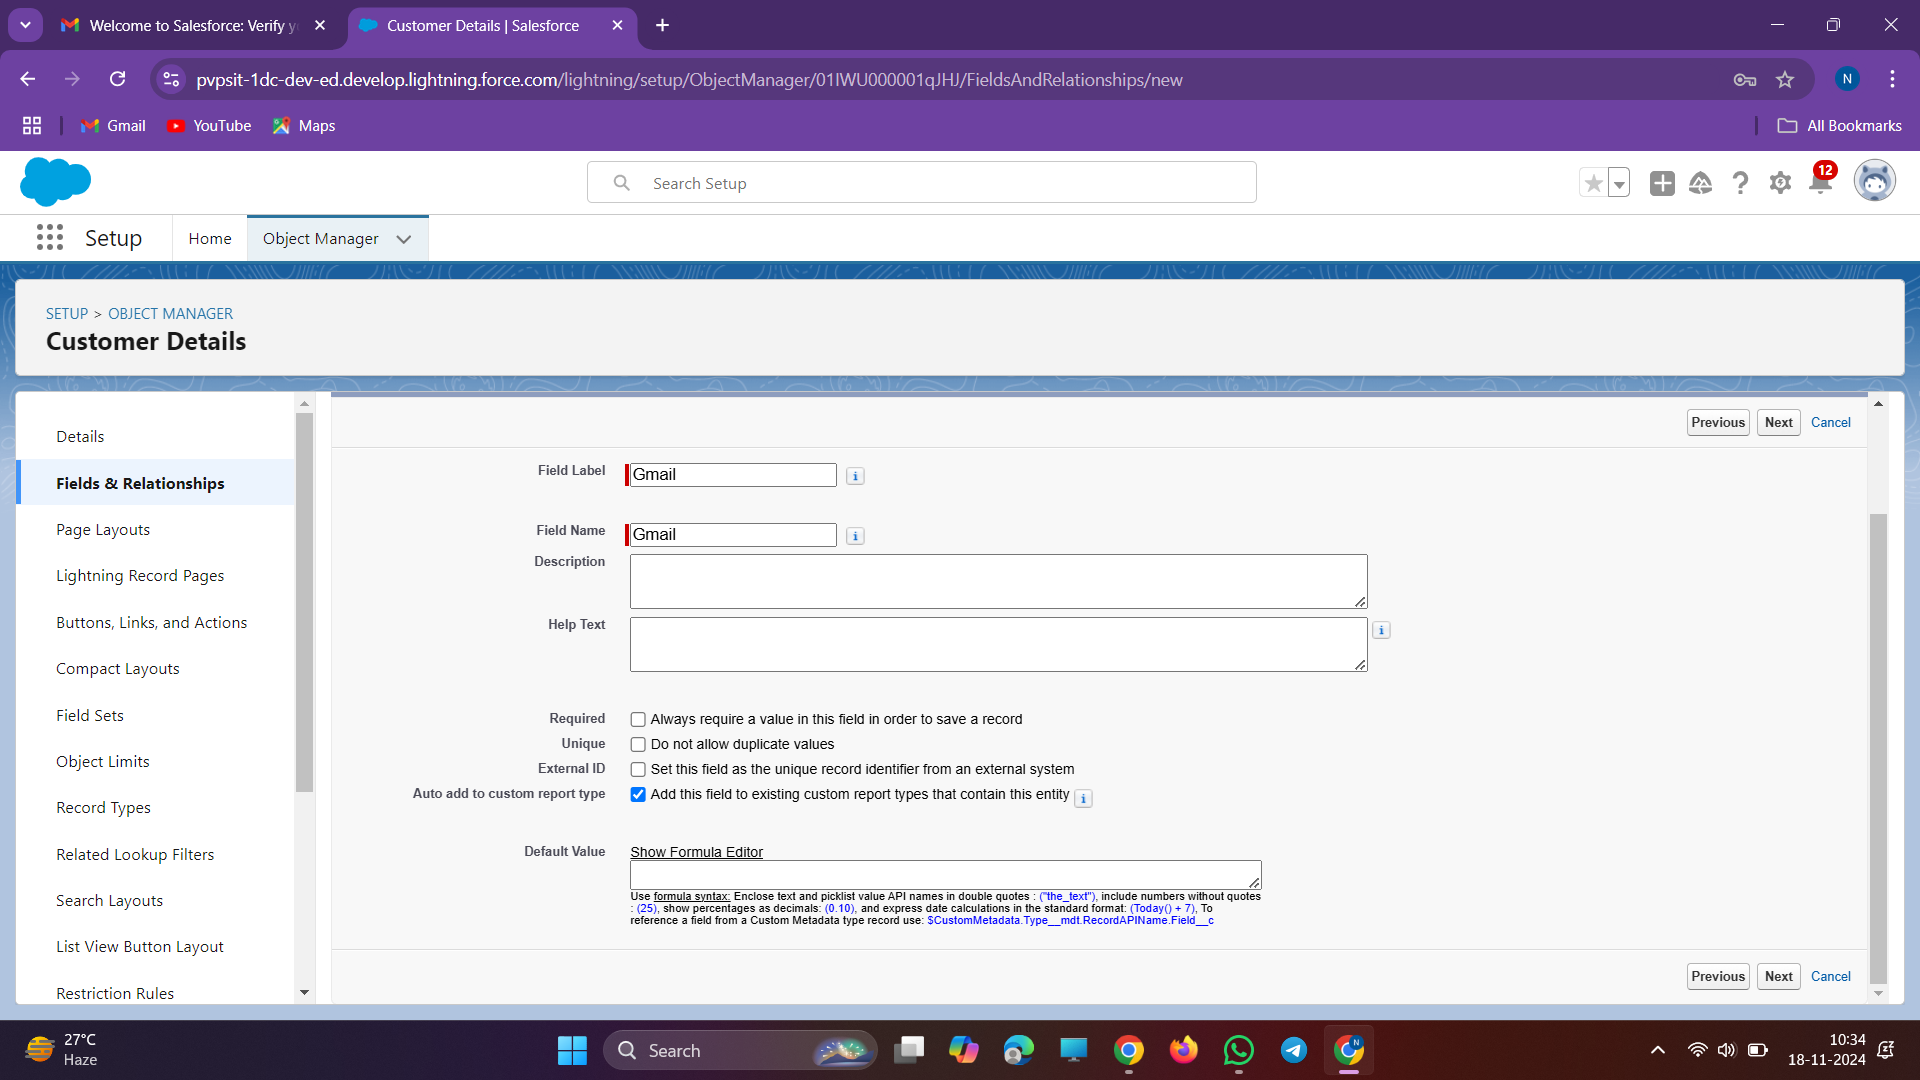 Welcome to Salesforce: Verify yo
Customer Details | Salesforce
pvpsit-1dc-dev-ed.develop.lightning.force.com/lightning/setup/ObjectManager/01IWU000001qJHJ/FieldsAndRelationships/new
N
Gmail
YouTube
Maps
All Bookmarks
Search Setup
12
Setup
Home
Object Manager
SETUP > OBJECT MANAGER
Customer Details
Details
Fields & Relationships
Page Layouts
Lightning Record Pages
Buttons, Links, and Actions
Compact Layouts
Field Sets
Object Limits
Record Types
Related Lookup Filters
Search Layouts
List View Button Layout
Restriction Rules
Previous Next Cancel
Field Label Gmail
Field Name Gmail
Description
Help Text
Required Always require a value in this field in order to save a record
Unique Do not allow duplicate values
External ID Set this field as the unique record identifier from an external system
Auto add to custom report type Add this field to existing custom report types that contain this entity
Default Value Show Formula Editor
Use formula syntax: Enclose text and picklist value API names in double quotes : ("the_text"), include numbers without quotes
: (25), show percentages as decimals: (0.10), and express date calculations in the standard format: (Today() + 7), To
reference a field from a Custom Metadata type record use: $CustomMetadata.Type__mdt.RecordAPIName.Field__c
Previous Next Cancel
27°C
Haze
Search
N
10:34
18-11-2024